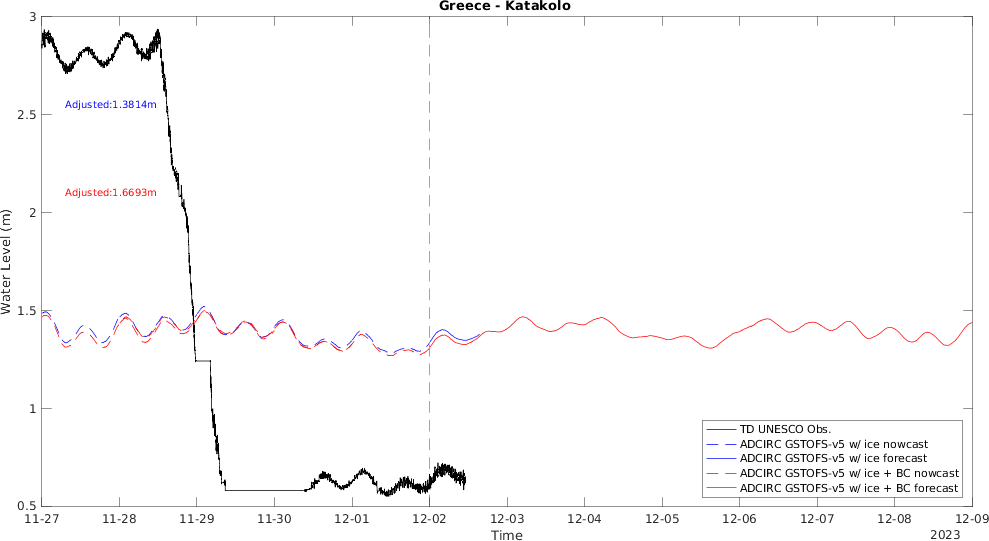 Greece - Katakolo
3
2.5
2
1.5
1
0.5
Water Level (m)
Adjusted:1.3814m
Adjusted:1.6693m
TD UNESCO Obs.
ADCIRC GSTOFS-v5 w/ ice nowcast
ADCIRC GSTOFS-v5 w/ ice forecast
ADCIRC GSTOFS-v5 w/ ice + BC nowcast
ADCIRC GSTOFS-v5 w/ ice + BC forecast
11-27 11-28 11-29 11-30 12-01 12-02 12-03 12-04 12-05 12-06 12-07 12-08 12-09
Time
2023